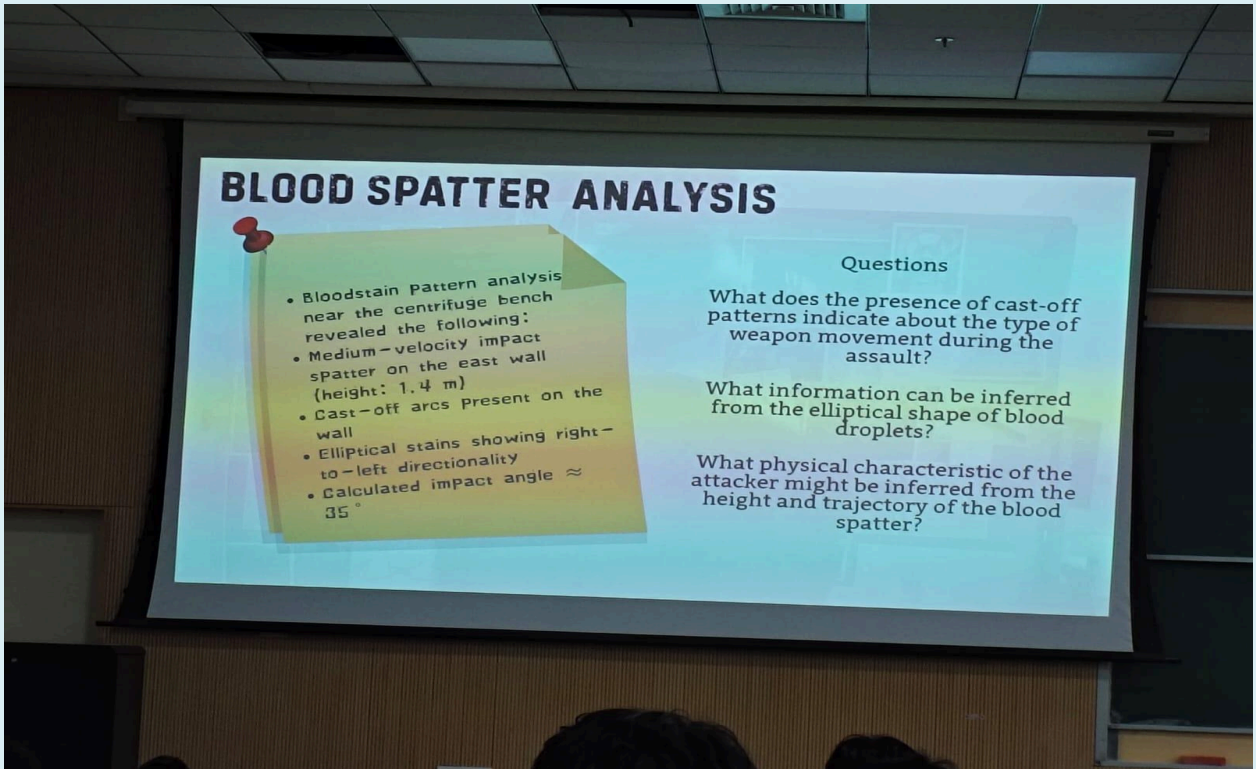 BLOOD SPATTER ANALYSIS
• Bloodstain Pattern analysis
near the centrifuge bench
revealed the following:
• Medium-velocity impact
spatter on the east wall
(height: 1.4 m)
• Cast-off arcs Present on the
wall
• Elliptical stains showing right-
to-left directionality
• Calculated impact angle ≈
35°
Questions
What does the presence of cast-off
patterns indicate about the type of
weapon movement during the
assault?
What information can be inferred
from the elliptical shape of blood
droplets?
What physical characteristic of the
attacker might be inferred from the
height and trajectory of the blood
spatter?